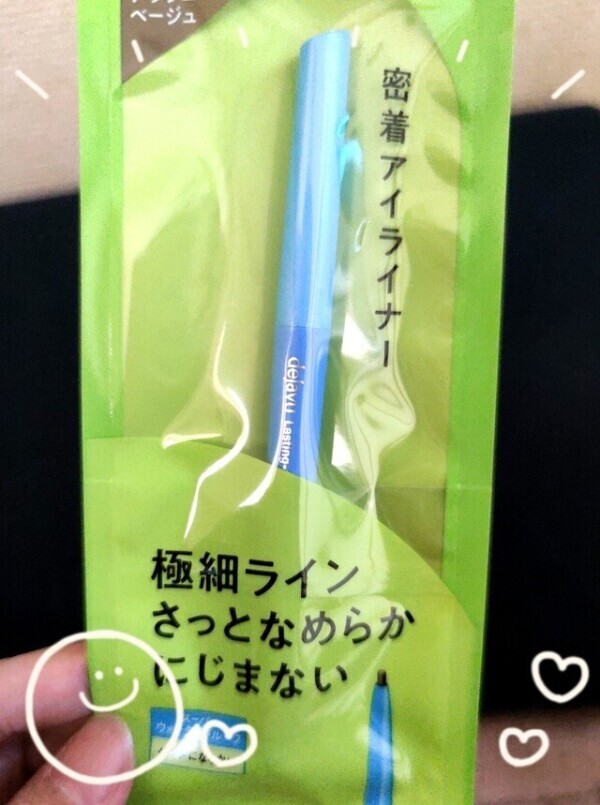 ベージュ
密着アイライナー
dejavu Lasting-
極細ライン
さっとなめらか
にじまない